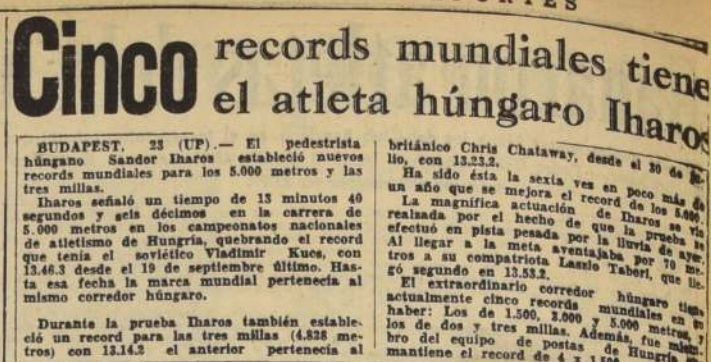 Cinco records mundiales tiene
el atleta húngaro Iharos
BUDAPEST, 23 (UP).— El pedestrista
húngano Sandor Iharos estableció nuevos
records mundiales para los 5.000 metros y las
tres millas.
Iharos señaló un tiempo de 13 minutos 40
segundos y seis décimos en la carrera de
5.000 metros en los campeonatos nacionales
de atletismo de Hungría, quebrando el record
que tenía el soviético Vladimir Kucs, con
13.46.3 desde el 19 de septiembre último. Has-
ta esa fecha la marca mundial pertenecía al
mismo corredor húngaro.
Durante la prueba Iharos también estable-
ció un record para las tres millas (4.828 me-
tros) con 13.14.2 el anterior pertenecía al
británico Chris Chataway, desde el 30 de ju-
lio, con 13.23.2.
Ha sido ésta la sexta ves en poco más de
un año que se mejora el record de los 5.000.
La magnífica actuación de Iharos se vio
realzada por el hecho de que la prueba se
efectuó en pista pesada por la lluvia de ayer.
Al llegar a la meta aventajaba por 70 me-
tros a su compatriota Laszlo Tabori, que lle-
gó segundo en 13.53.2.
El extraordinario corredor húngaro tiene
actualmente cinco records mundiales en su
haber: Los de 1.500, 3.000 y 5.000 metros, y
los de dos y tres millas. Además, fue miem-
bro del equipo de postas de Hungría que
mantiene el record de 4 x